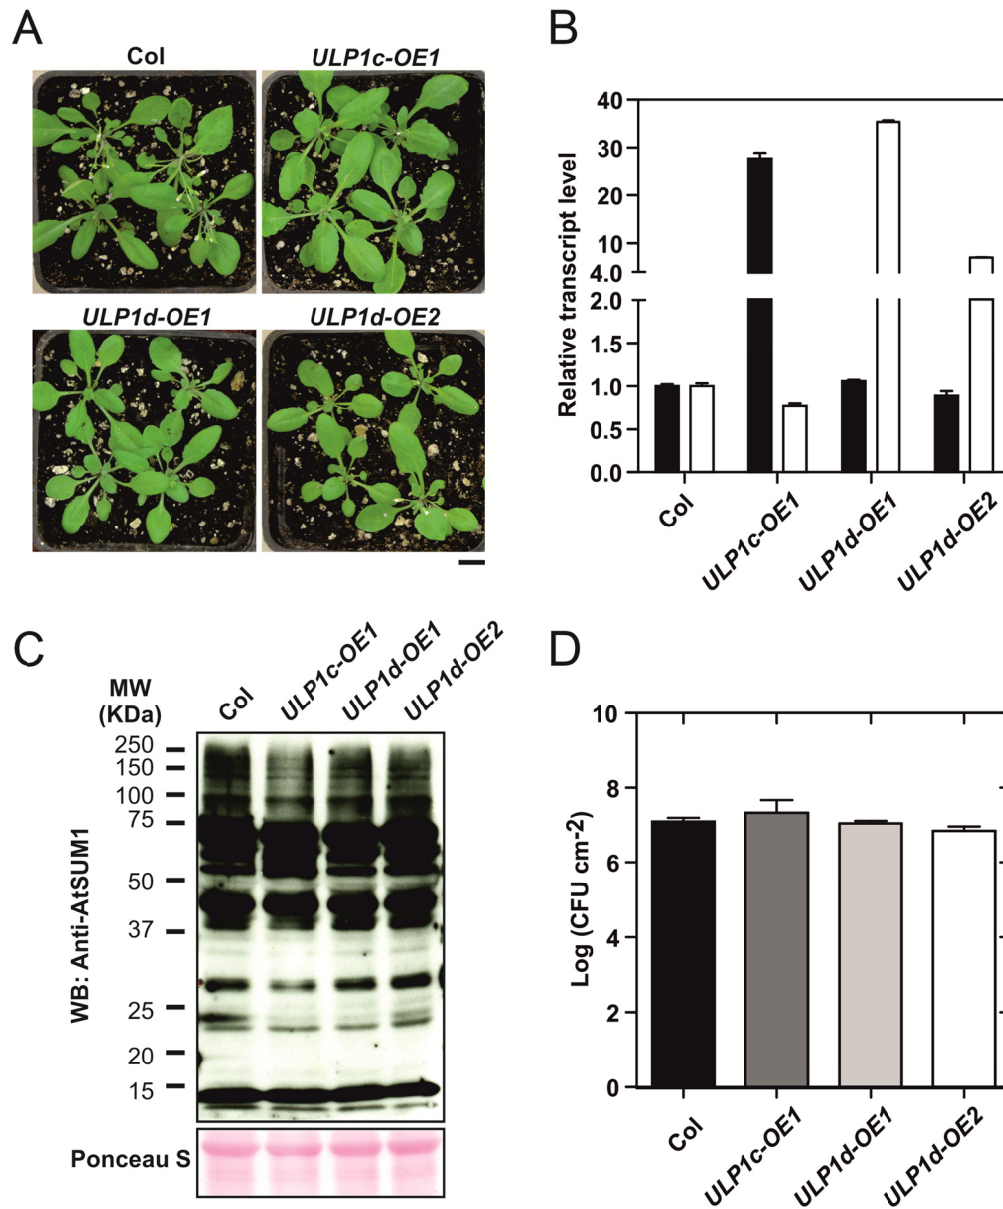 A
Col
ULP1c-OE1
ULP1d-OE1
ULP1d-OE2
B
Relative transcript level
40
30
20
10
4.0
2.0
1.5
1.0
0.5
0.0
Col
ULP1c-OE1
ULP1d-OE1
ULP1d-OE2
C
MW
(KDa)
Col
ULP1c-OE1
ULP1d-OE1
ULP1d-OE2
250
150
100
75
50
37
25
20
15
WB: Anti-AtSUM1
Ponceau S
D
Log (CFU cm-2)
10
8
6
4
2
0
Col
ULP1c-OE1
ULP1d-OE1
ULP1d-OE2